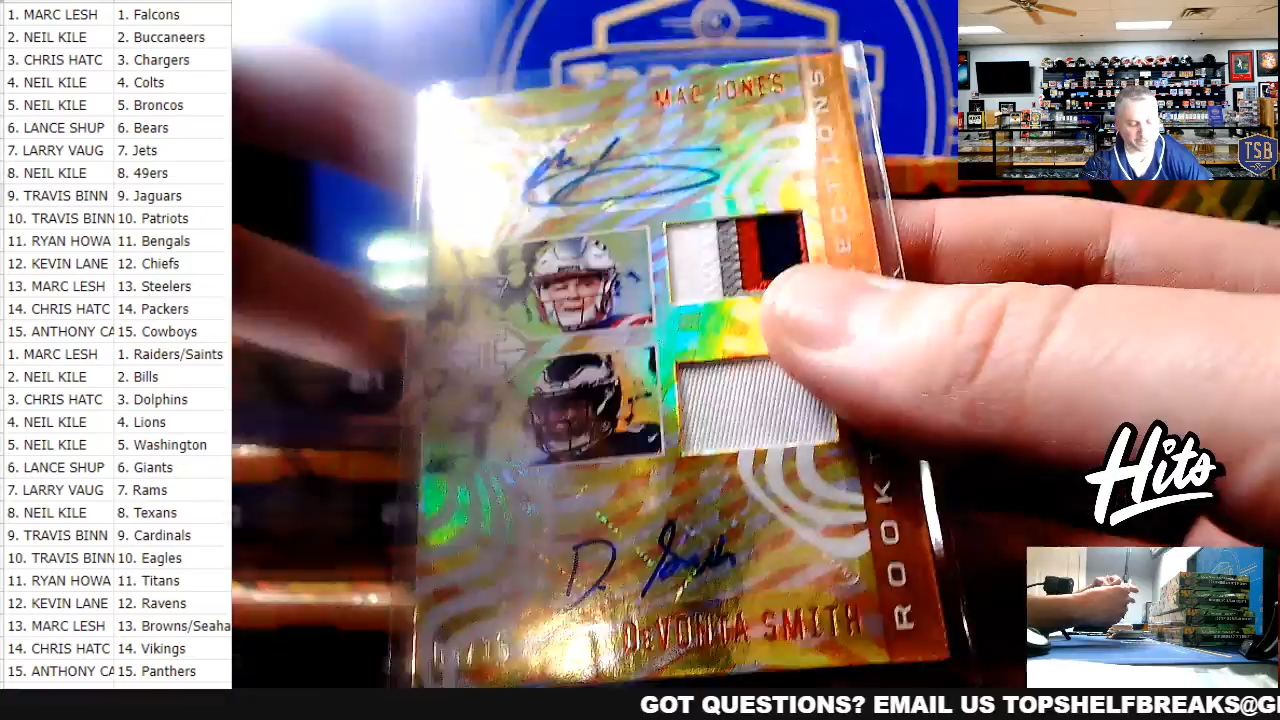 1. MARC LESH 1. Falcons
2. NEIL KILE 2. Buccaneers
3. CHRIS HATC 3. Chargers
4. NEIL KILE 4. Colts
5. NEIL KILE 5. Broncos
6. LANCE SHUP 6. Bears
7. LARRY VAUG 7. Jets
8. NEIL KILE 8. 49ers
9. TRAVIS BINN 9. Jaguars
10. TRAVIS BINN 10. Patriots
11. RYAN HOWA 11. Bengals
12. KEVIN LANE 12. Chiefs
13. MARC LESH 13. Steelers
14. CHRIS HATC 14. Packers
15. ANTHONY CA 15. Cowboys
1. MARC LESH 1. Raiders/Saints
2. NEIL KILE 2. Bills
3. CHRIS HATC 3. Dolphins
4. NEIL KILE 4. Lions
5. NEIL KILE 5. Washington
6. LANCE SHUP 6. Giants
7. LARRY VAUG 7. Rams
8. NEIL KILE 8. Texans
9. TRAVIS BINN 9. Cardinals
10. TRAVIS BINN 10. Eagles
11. RYAN HOWA 11. Titans
12. KEVIN LANE 12. Ravens
13. MARC LESH 13. Browns/Seaha
14. CHRIS HATC 14. Vikings
15. ANTHONY CA 15. Panthers
MAC JONES
D. Smith
DeVONTA SMITH
TSB
Hits
GOT QUESTIONS? EMAIL US TOPSHELFBREAKS@G